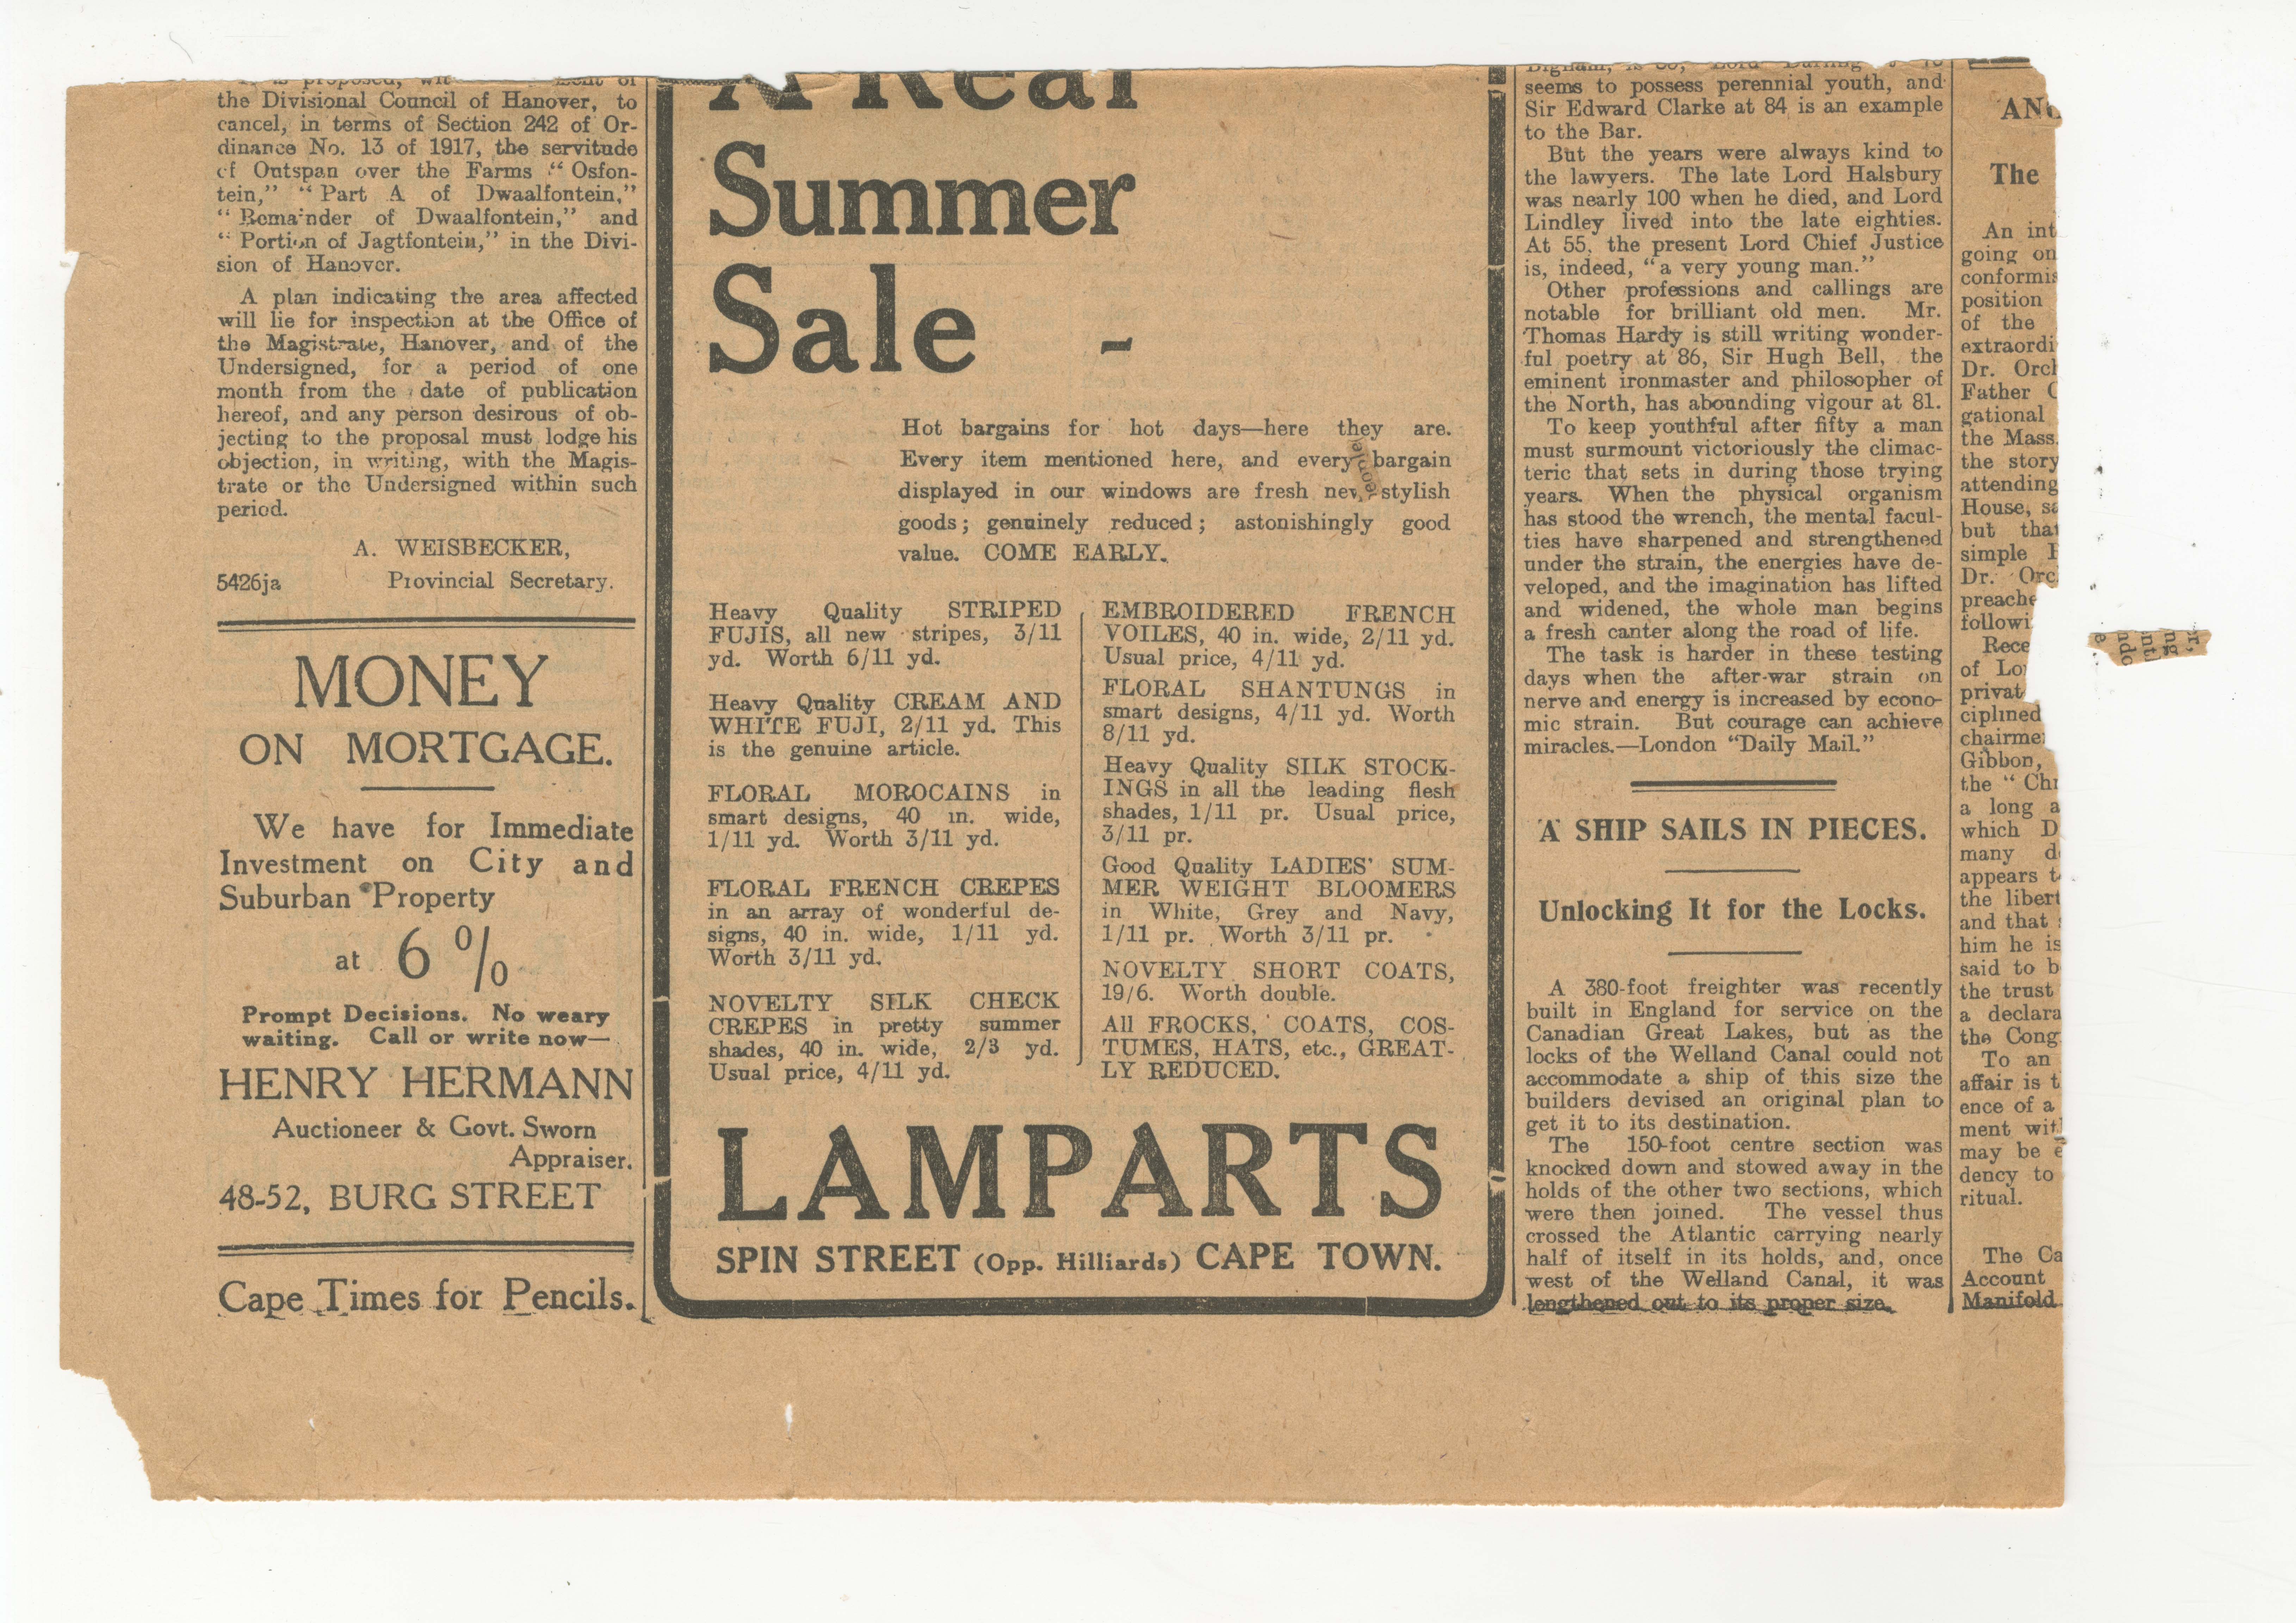 the Divisional Council of Hanover, to
cancel, in terms of Section 242 of Or-
dinance No. 13 of 1917, the servitude
of Outspan over the Farms "Osfon-
tein," "Part A of Dwaalfontein,"
"Remainder of Dwaalfontein," and
"Portion of Jagtfontein," in the Divi-
sion of Hanover.
A plan indicating the area affected
will lie for inspection at the Office of
the Magistrate, Hanover, and of the
Undersigned, for a period of one
month from the date of publication
hereof, and any person desirous of ob-
jecting to the proposal must lodge his
objection, in writing, with the Magis-
trate or the Undersigned within such
period.
A. WEISBECKER,
5426ja Provincial Secretary.
MONEY
ON MORTGAGE.
We have for Immediate
Investment on City and
Suburban Property
at 6%
Prompt Decisions. No weary
waiting. Call or write now—
HENRY HERMANN
Auctioneer & Govt. Sworn
Appraiser.
48-52, BURG STREET
Cape Times for Pencils.
A Real
Summer
Sale -
Hot bargains for hot days—here they are.
Every item mentioned here, and every bargain
displayed in our windows are fresh new stylish
goods; genuinely reduced; astonishingly good
value. COME EARLY.
Heavy Quality STRIPED
FUJIS, all new stripes, 3/11
yd. Worth 6/11 yd.
Heavy Quality CREAM AND
WHITE FUJI, 2/11 yd. This
is the genuine article.
FLORAL MOROCAINS in
smart designs, 40 in. wide,
1/11 yd. Worth 3/11 yd.
FLORAL FRENCH CREPES
in an array of wonderful de-
signs, 40 in. wide, 1/11 yd.
Worth 3/11 yd.
NOVELTY SILK CHECK
CREPES in pretty summer
shades, 40 in. wide, 2/3 yd.
Usual price, 4/11 yd.
EMBROIDERED FRENCH
VOILES, 40 in. wide, 2/11 yd.
Usual price, 4/11 yd.
FLORAL SHANTUNGS in
smart designs, 4/11 yd. Worth
8/11 yd.
Heavy Quality SILK STOCK-
INGS in all the leading flesh
shades, 1/11 pr. Usual price,
3/11 pr.
Good Quality LADIES' SUM-
MER WEIGHT BLOOMERS
in White, Grey and Navy,
1/11 pr. Worth 3/11 pr.
NOVELTY SHORT COATS,
19/6. Worth double.
All FROCKS, COATS, COS-
TUMES, HATS, etc., GREAT-
LY REDUCED.
LAMPARTS
SPIN STREET (Opp. Hilliards) CAPE TOWN.
seems to possess perennial youth, and
Sir Edward Clarke at 84 is an example
to the Bar.
But the years were always kind to
the lawyers. The late Lord Halsbury
was nearly 100 when he died, and Lord
Lindley lived into the late eighties.
At 55, the present Lord Chief Justice
is, indeed, "a very young man."
Other professions and callings are
notable for brilliant old men. Mr.
Thomas Hardy is still writing wonder-
ful poetry at 86, Sir Hugh Bell, the
eminent ironmaster and philosopher of
the North, has abounding vigour at 81.
To keep youthful after fifty a man
must surmount victoriously the climac-
teric that sets in during those trying
years. When the physical organism
has stood the wrench, the mental facul-
ties have sharpened and strengthened
under the strain, the energies have de-
veloped, and the imagination has lifted
and widened, the whole man begins
a fresh canter along the road of life.
The task is harder in these testing
days when the after-war strain on
nerve and energy is increased by econo-
mic strain. But courage can achieve
miracles.—London "Daily Mail."
A SHIP SAILS IN PIECES.
Unlocking It for the Locks.
A 380-foot freighter was recently
built in England for service on the
Canadian Great Lakes, but as the
locks of the Welland Canal could not
accommodate a ship of this size the
builders devised an original plan to
get it to its destination.
The 150-foot centre section was
knocked down and stowed away in the
holds of the other two sections, which
were then joined. The vessel thus
crossed the Atlantic carrying nearly
half of itself in its holds, and, once
west of the Welland Canal, it was
lengthened out to its proper size.
The
An int
going on
conformis
position
of the
extraordi
Dr. Orch
Father
gational
the Mass.
the story
attending
House, sa
but that
simple
Dr. Orc
preache
followi
Rece
of Lo
privat
ciplined
chairme
Gibbon,
the "Chr
a long a
which D
many d
appears t
the libert
and that
him he is
said to b
the trust
a declara
the Cong
To an
affair is t
ence of a
ment wit
may be e
dency to
ritual.
The Ca
Account
Manifold